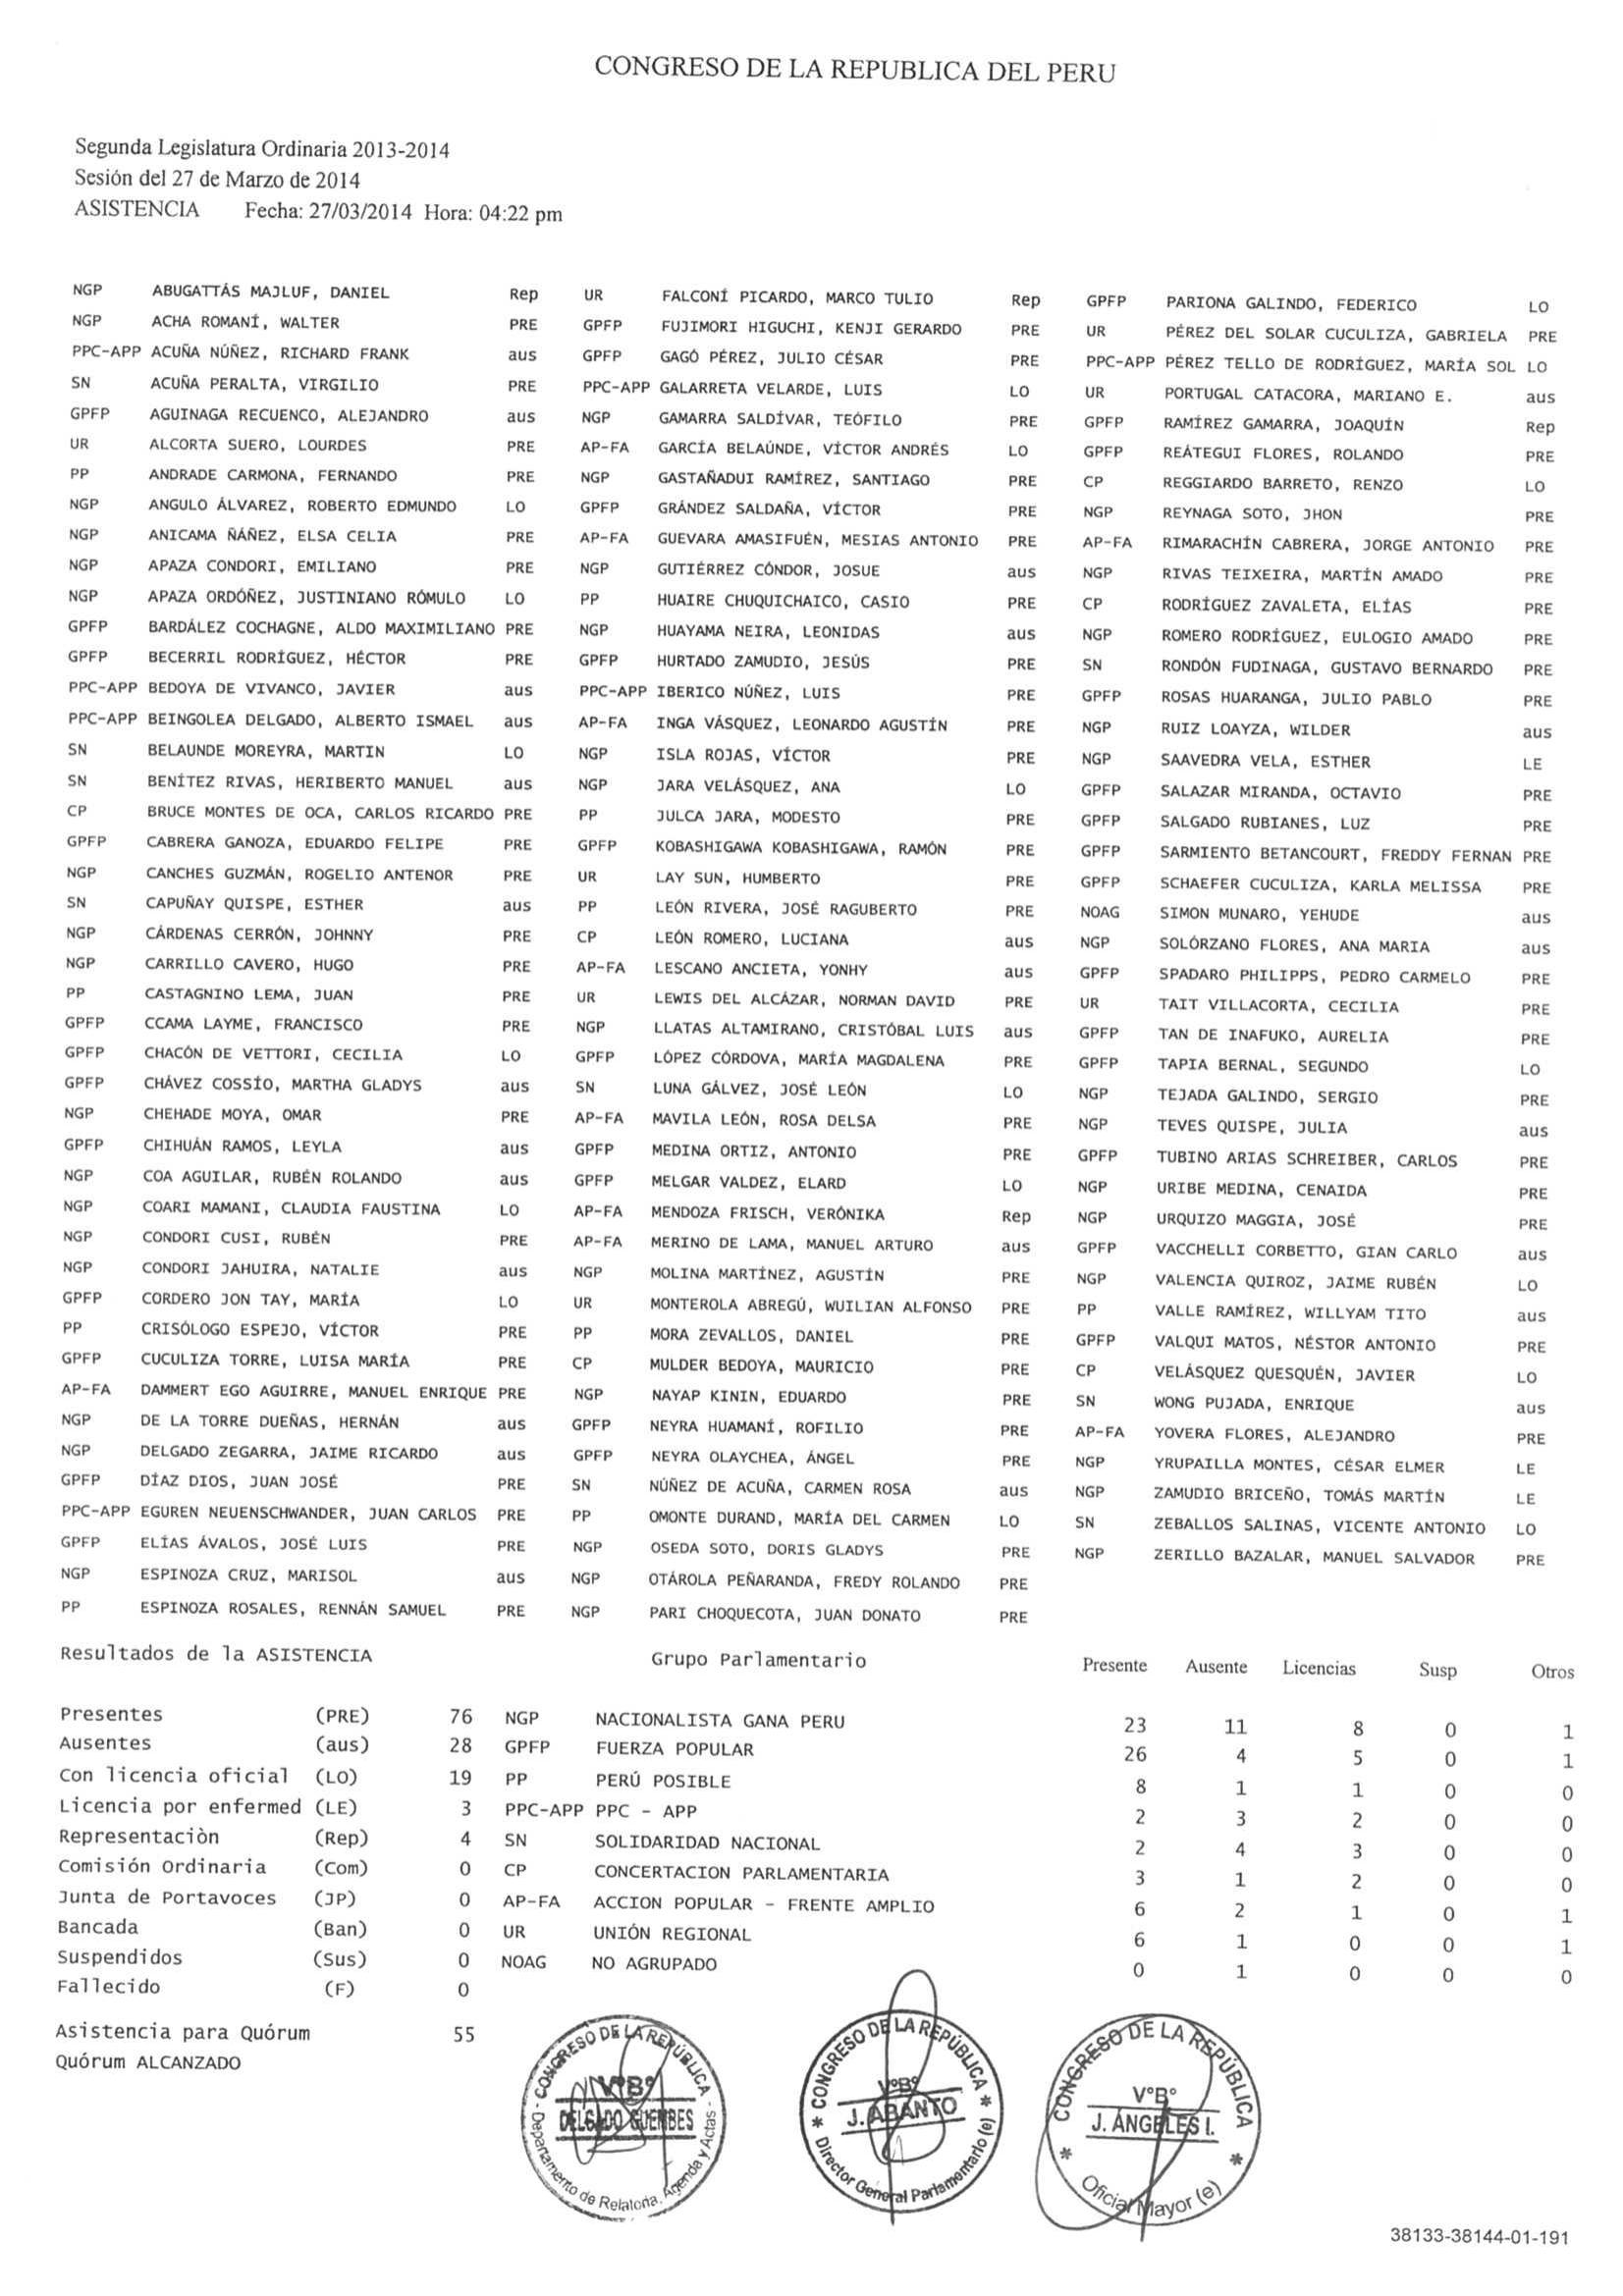 CONGRESO DE LA REPUBLICA DEL PERU
Segunda Legislatura Ordinaria 2013-2014
Sesión del 27 de Marzo de 2014
ASISTENCIA Fecha: 27/03/2014 Hora: 04:22 pm
NGP ABUGATTÁS MAJLUF, DANIEL Rep UR FALCONÍ PICARDO, MARCO TULIO Rep GPFP PARIONA GALINDO, FEDERICO LO
NGP ACHA ROMANÍ, WALTER PRE GPFP FUJIMORI HIGUCHI, KENJI GERARDO PRE UR PÉREZ DEL SOLAR CUCULIZA, GABRIELA PRE
PPC-APP ACUÑA NÚÑEZ, RICHARD FRANK aus GPFP GAGÓ PÉREZ, JULIO CÉSAR PRE PPC-APP PÉREZ TELLO DE RODRÍGUEZ, MARÍA SOL LO
SN ACUÑA PERALTA, VIRGILIO PRE PPC-APP GALARRETA VELARDE, LUIS LO UR PORTUGAL CATACORA, MARIANO E. aus
GPFP AGUINAGA RECUENCO, ALEJANDRO aus NGP GAMARRA SALDÍVAR, TEÓFILO PRE GPFP RAMÍREZ GAMARRA, JOAQUÍN Rep
UR ALCORTA SUERO, LOURDES PRE AP-FA GARCÍA BELAÚNDE, VÍCTOR ANDRÉS LO GPFP REÁTEGUI FLORES, ROLANDO PRE
PP ANDRADE CARMONA, FERNANDO PRE NGP GASTAÑADUI RAMÍREZ, SANTIAGO PRE CP REGGIARDO BARRETO, RENZO LO
NGP ANGULO ÁLVAREZ, ROBERTO EDMUNDO LO GPFP GRÁNDEZ SALDAÑA, VÍCTOR PRE NGP REYNAGA SOTO, JHON PRE
NGP ANICAMA ÑÁÑEZ, ELSA CELIA PRE AP-FA GUEVARA AMASIFUÉN, MESIAS ANTONIO PRE AP-FA RIMARACHÍN CABRERA, JORGE ANTONIO PRE
NGP APAZA CONDORI, EMILIANO PRE NGP GUTIÉRREZ CÓNDOR, JOSUE aus NGP RIVAS TEIXEIRA, MARTÍN AMADO PRE
NGP APAZA ORDÓÑEZ, JUSTINIANO RÓMULO LO PP HUAIRE CHUQUICHAICO, CASIO PRE CP RODRÍGUEZ ZAVALETA, ELÍAS PRE
GPFP BARDÁLEZ COCHAGNE, ALDO MAXIMILIANO PRE NGP HUAYAMA NEIRA, LEONIDAS aus NGP ROMERO RODRÍGUEZ, EULOGIO AMADO PRE
GPFP BECERRIL RODRÍGUEZ, HÉCTOR PRE GPFP HURTADO ZAMUDIO, JESÚS PRE SN RONDÓN FUDINAGA, GUSTAVO BERNARDO PRE
PPC-APP BEDOYA DE VIVANCO, JAVIER aus PPC-APP IBERICO NÚÑEZ, LUIS PRE GPFP ROSAS HUARANGA, JULIO PABLO PRE
PPC-APP BEINGOLEA DELGADO, ALBERTO ISMAEL aus AP-FA INGA VÁSQUEZ, LEONARDO AGUSTÍN PRE NGP RUIZ LOAYZA, WILDER aus
SN BELAUNDE MOREYRA, MARTIN LO NGP ISLA ROJAS, VÍCTOR PRE NGP SAAVEDRA VELA, ESTHER LE
SN BENÍTEZ RIVAS, HERIBERTO MANUEL aus NGP JARA VELÁSQUEZ, ANA LO GPFP SALAZAR MIRANDA, OCTAVIO PRE
CP BRUCE MONTES DE OCA, CARLOS RICARDO PRE PP JULCA JARA, MODESTO PRE GPFP SALGADO RUBIANES, LUZ PRE
GPFP CABRERA GANOZA, EDUARDO FELIPE PRE GPFP KOBASHIGAWA KOBASHIGAWA, RAMÓN PRE GPFP SARMIENTO BETANCOURT, FREDDY FERNAN PRE
NGP CANCHES GUZMÁN, ROGELIO ANTENOR PRE UR LAY SUN, HUMBERTO PRE GPFP SCHAEFER CUCULIZA, KARLA MELISSA PRE
SN CAPUÑAY QUISPE, ESTHER aus PP LEÓN RIVERA, JOSÉ RAGUBERTO PRE NOAG SIMON MUNARO, YEHUDE aus
NGP CÁRDENAS CERRÓN, JOHNNY PRE CP LEÓN ROMERO, LUCIANA aus NGP SOLÓRZANO FLORES, ANA MARIA aus
NGP CARRILLO CAVERO, HUGO PRE AP-FA LESCANO ANCIETA, YONHY aus GPFP SPADARO PHILIPPS, PEDRO CARMELO PRE
PP CASTAGNINO LEMA, JUAN PRE UR LEWIS DEL ALCÁZAR, NORMAN DAVID PRE UR TAIT VILLACORTA, CECILIA PRE
GPFP CCAMA LAYME, FRANCISCO PRE NGP LLATAS ALTAMIRANO, CRISTÓBAL LUIS aus GPFP TAN DE INAFUKO, AURELIA PRE
GPFP CHACÓN DE VETTORI, CECILIA LO GPFP LÓPEZ CÓRDOVA, MARÍA MAGDALENA PRE GPFP TAPIA BERNAL, SEGUNDO LO
GPFP CHÁVEZ COSSÍO, MARTHA GLADYS aus SN LUNA GÁLVEZ, JOSÉ LEÓN LO NGP TEJADA GALINDO, SERGIO PRE
NGP CHEHADE MOYA, OMAR PRE AP-FA MAVILA LEÓN, ROSA DELSA PRE NGP TEVES QUISPE, JULIA aus
GPFP CHIHUÁN RAMOS, LEYLA aus GPFP MEDINA ORTIZ, ANTONIO PRE GPFP TUBINO ARIAS SCHREIBER, CARLOS PRE
NGP COA AGUILAR, RUBÉN ROLANDO aus GPFP MELGAR VALDEZ, ELARD LO NGP URIBE MEDINA, CENAIDA PRE
NGP COARI MAMANI, CLAUDIA FAUSTINA LO AP-FA MENDOZA FRISCH, VERÓNIKA Rep NGP URQUIZO MAGGIA, JOSÉ PRE
NGP CONDORI CUSI, RUBÉN PRE AP-FA MERINO DE LAMA, MANUEL ARTURO aus GPFP VACCHELLI CORBETTO, GIAN CARLO aus
NGP CONDORI JAHUIRA, NATALIE aus NGP MOLINA MARTÍNEZ, AGUSTÍN PRE NGP VALENCIA QUIROZ, JAIME RUBÉN LO
GPFP CORDERO JON TAY, MARÍA LO UR MONTEROLA ABREGÚ, WUILIAN ALFONSO PRE PP VALLE RAMÍREZ, WILLYAM TITO aus
PP CRISÓLOGO ESPEJO, VÍCTOR PRE PP MORA ZEVALLOS, DANIEL PRE GPFP VALQUI MATOS, NÉSTOR ANTONIO PRE
GPFP CUCULIZA TORRE, LUISA MARÍA PRE CP MULDER BEDOYA, MAURICIO PRE CP VELÁSQUEZ QUESQUÉN, JAVIER LO
AP-FA DAMMERT EGO AGUIRRE, MANUEL ENRIQUE PRE NGP NAYAP KININ, EDUARDO PRE SN WONG PUJADA, ENRIQUE aus
NGP DE LA TORRE DUEÑAS, HERNÁN aus GPFP NEYRA HUAMANÍ, ROFILIO PRE AP-FA YOVERA FLORES, ALEJANDRO PRE
NGP DELGADO ZEGARRA, JAIME RICARDO aus GPFP NEYRA OLAYCHEA, ÁNGEL PRE NGP YRUPAILLA MONTES, CÉSAR ELMER LE
GPFP DÍAZ DIOS, JUAN JOSÉ PRE SN NÚÑEZ DE ACUÑA, CARMEN ROSA aus NGP ZAMUDIO BRICEÑO, TOMÁS MARTÍN LE
PPC-APP EGUREN NEUENSCHWANDER, JUAN CARLOS PRE PP OMONTE DURAND, MARÍA DEL CARMEN LO SN ZEBALLOS SALINAS, VICENTE ANTONIO LO
GPFP ELÍAS ÁVALOS, JOSÉ LUIS PRE NGP OSEDA SOTO, DORIS GLADYS PRE NGP ZERILLO BAZALAR, MANUEL SALVADOR PRE
NGP ESPINOZA CRUZ, MARISOL aus NGP OTÁROLA PEÑARANDA, FREDY ROLANDO PRE
PP ESPINOZA ROSALES, RENNÁN SAMUEL PRE NGP PARI CHOQUECOTA, JUAN DONATO PRE
Resultados de la ASISTENCIA Grupo Parlamentario Presente Ausente Licencias Susp Otros
Presentes (PRE) 76 NGP NACIONALISTA GANA PERU 23 11 8 0 1
Ausentes (aus) 28 GPFP FUERZA POPULAR 26 4 5 0 1
Con licencia oficial (LO) 19 PP PERÚ POSIBLE 8 1 1 0 0
Licencia por enfermed (LE) 3 PPC-APP PPC - APP 2 3 2 0 0
Representaciòn (Rep) 4 SN SOLIDARIDAD NACIONAL 2 4 3 0 0
Comisión Ordinaria (Com) 0 CP CONCERTACION PARLAMENTARIA 3 1 2 0 0
Junta de Portavoces (JP) 0 AP-FA ACCION POPULAR - FRENTE AMPLIO 6 2 1 0 1
Bancada (Ban) 0 UR UNIÓN REGIONAL 6 1 0 0 1
Suspendidos (Sus) 0 NOAG NO AGRUPADO 0 1 0 0 0
Fallecido (F) 0
Asistencia para Quórum 55
Quórum ALCANZADO
- CONGRESO DE LA REPÚBLICA -
V°B°
DELGADO GUEMBES
Departamento de Relatoría, Agenda y Actas
* CONGRESO DE LA REPÚBLICA *
V°B°
J. ABANTO
Director General Parlamentario (e)
CONGRESO DE LA REPÚBLICA
V°B°
J. ÁNGELES I.
* Oficial Mayor (e) *
38133-38144-01-191